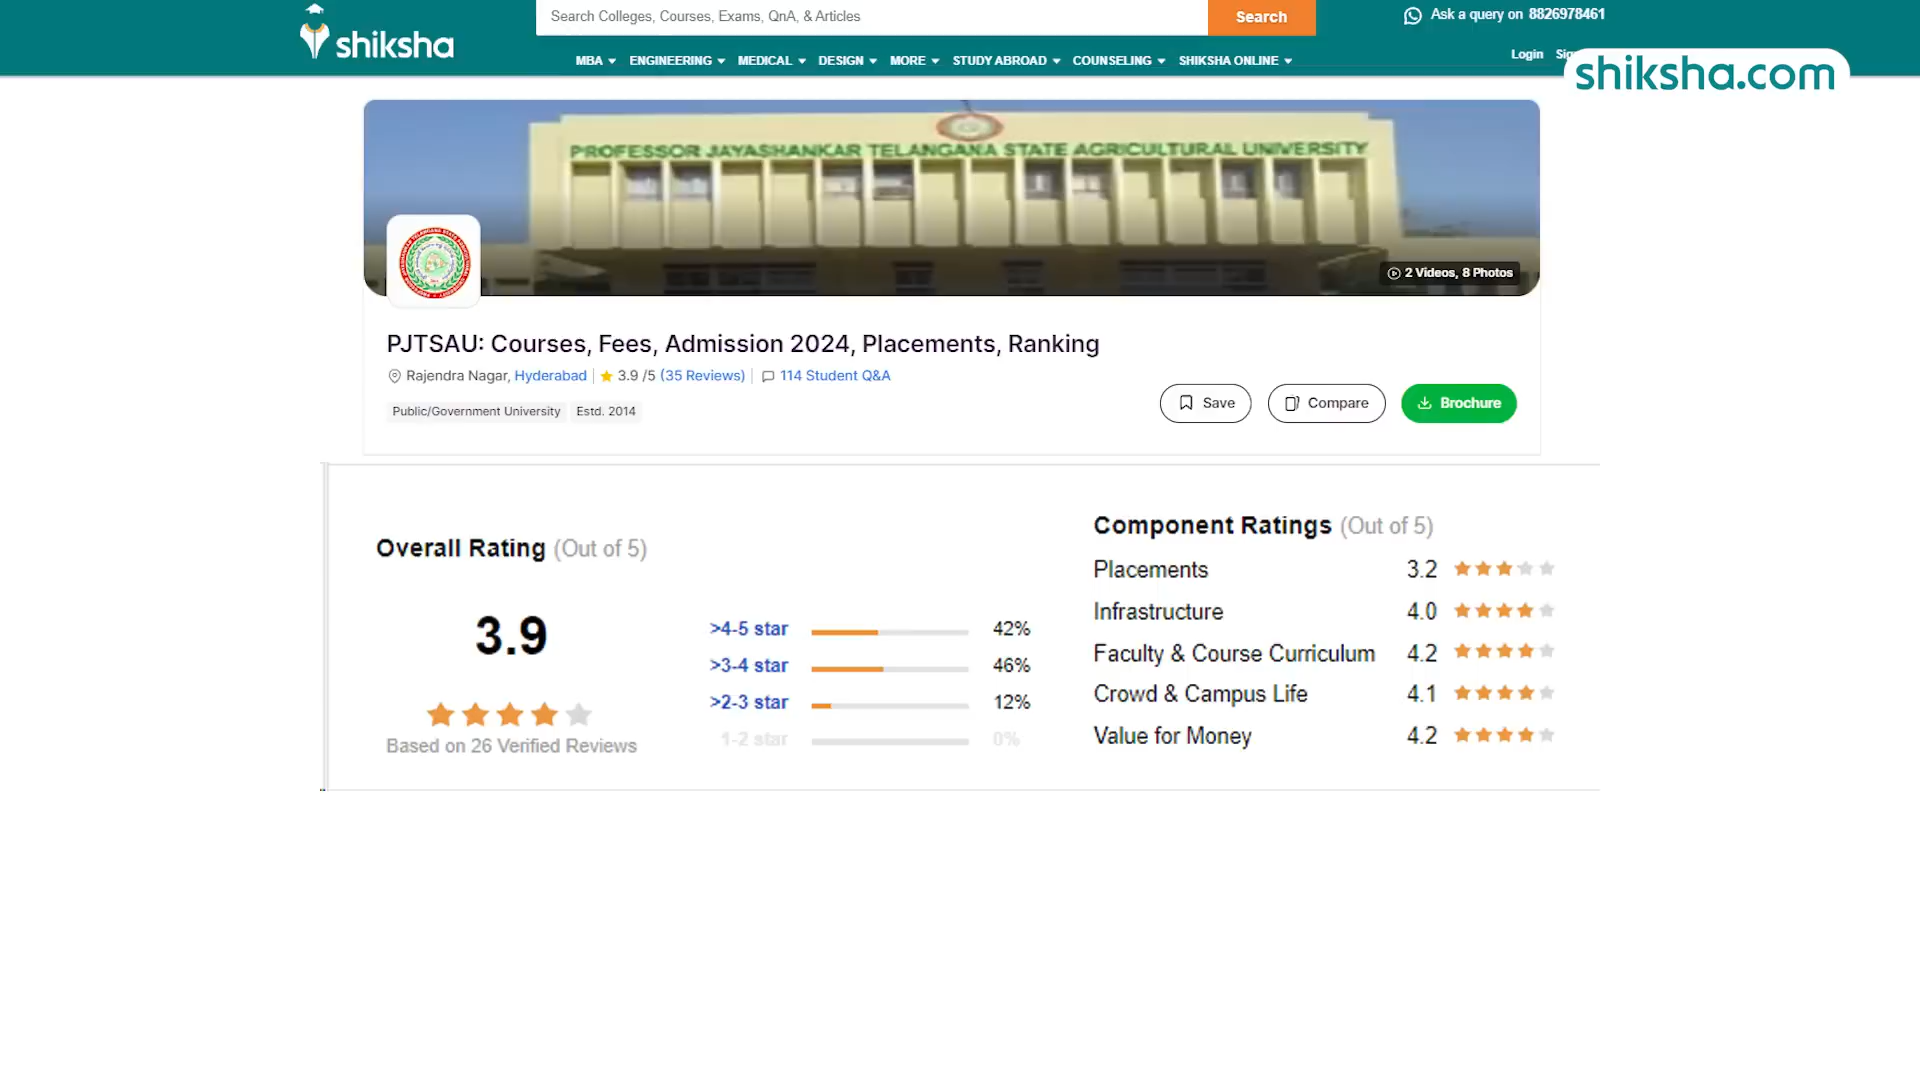 shiksha
Search Colleges, Courses, Exams, QnA, & Articles
Search
Ask a query on 8826978461
MBA
ENGINEERING
MEDICAL
DESIGN
MORE
STUDY ABROAD
COUNSELING
SHIKSHA ONLINE
Login
shiksha.com
PROFESSOR JAYASHANKAR TELANGANA STATE AGRICULTURAL UNIVERSITY
2 Videos, 8 Photos
PJTSAU: Courses, Fees, Admission 2024, Placements, Ranking
Rajendra Nagar, Hyderabad
3.9 /5 (35 Reviews)
114 Student Q&A
Public/Government University
Estd. 2014
Save
Compare
Brochure
Overall Rating (Out of 5)
3.9
Based on 26 Verified Reviews
>4-5 star 42%
>3-4 star 46%
>2-3 star 12%
1-2 star 0%
Component Ratings (Out of 5)
Placements 3.2
Infrastructure 4.0
Faculty & Course Curriculum 4.2
Crowd & Campus Life 4.1
Value for Money 4.2